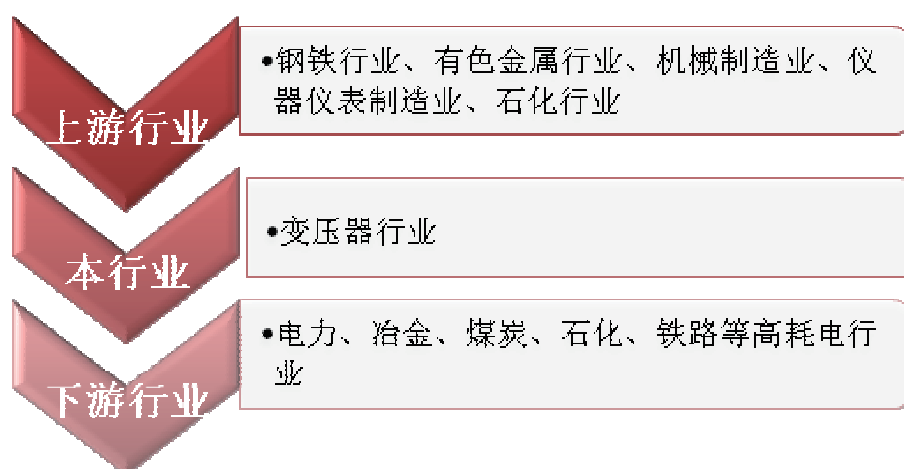 •钢铁行业、有色金属行业、机械制造业、仪
器仪表制造业、石化行业
上游行业
•变压器行业
本行业
•电力、冶金、煤炭、石化、铁路等高耗电行
业
下游行业